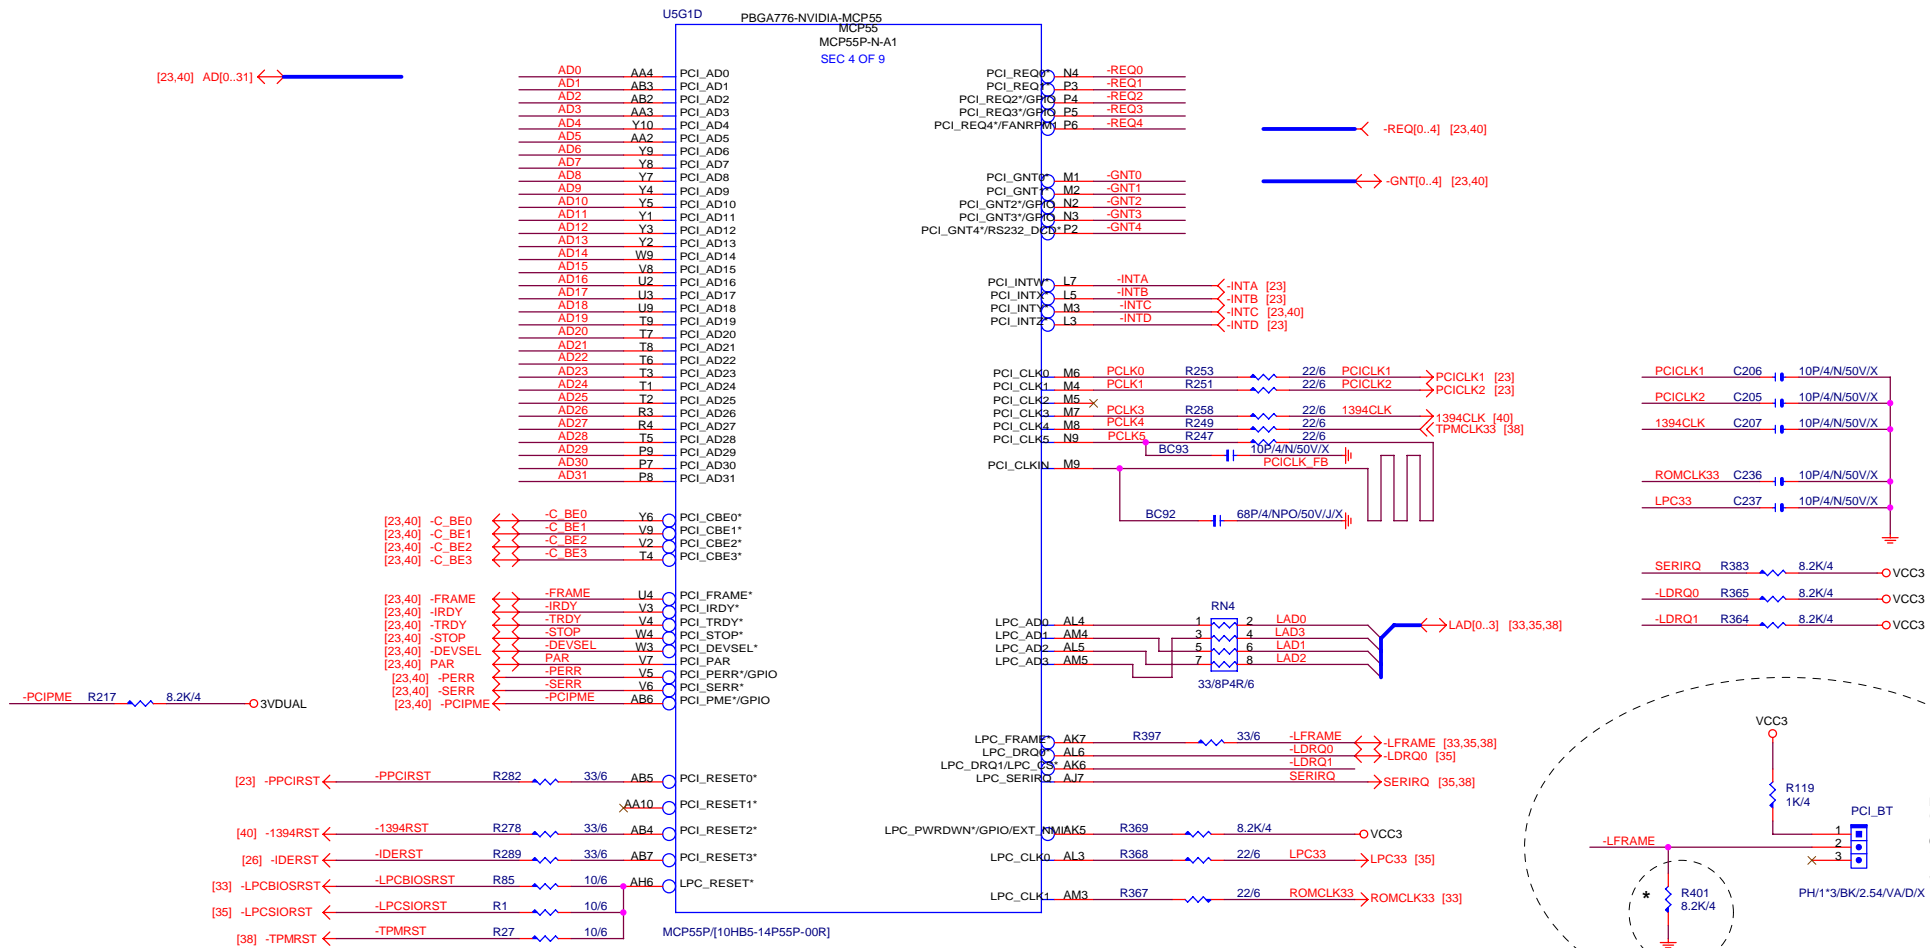 U5G1D
PBGA776-NVIDIA-MCP55
MCP55
MCP55P-N-A1
SEC 4 OF 9
[23,40] AD[0..31]
AD0 AA4 PCI_AD0
AD1 AB3 PCI_AD1
AD2 AB2 PCI_AD2
AD3 AA3 PCI_AD3
AD4 Y10 PCI_AD4
AD5 AA2 PCI_AD5
AD6 Y9 PCI_AD6
AD7 Y8 PCI_AD7
AD8 Y7 PCI_AD8
AD9 Y4 PCI_AD9
AD10 Y5 PCI_AD10
AD11 Y1 PCI_AD11
AD12 Y3 PCI_AD12
AD13 Y2 PCI_AD13
AD14 W9 PCI_AD14
AD15 V8 PCI_AD15
AD16 U2 PCI_AD16
AD17 U3 PCI_AD17
AD18 U9 PCI_AD18
AD19 T9 PCI_AD19
AD20 T7 PCI_AD20
AD21 T8 PCI_AD21
AD22 T6 PCI_AD22
AD23 T3 PCI_AD23
AD24 T1 PCI_AD24
AD25 T2 PCI_AD25
AD26 R3 PCI_AD26
AD27 R4 PCI_AD27
AD28 T5 PCI_AD28
AD29 P9 PCI_AD29
AD30 P7 PCI_AD30
AD31 P8 PCI_AD31
[23,40] -C_BE0 -C_BE0 Y6 PCI_CBE0*
[23,40] -C_BE1 -C_BE1 V9 PCI_CBE1*
[23,40] -C_BE2 -C_BE2 V2 PCI_CBE2*
[23,40] -C_BE3 -C_BE3 T4 PCI_CBE3*
[23,40] -FRAME -FRAME U4 PCI_FRAME*
[23,40] -IRDY -IRDY V3 PCI_IRDY*
[23,40] -TRDY -TRDY V4 PCI_TRDY*
[23,40] -STOP -STOP W4 PCI_STOP*
[23,40] -DEVSEL -DEVSEL W3 PCI_DEVSEL*
[23,40] PAR PAR V7 PCI_PAR
[23,40] -PERR -PERR V5 PCI_PERR*/GPIO
[23,40] -SERR -SERR V6 PCI_SERR*
[23,40] -PCIPME -PCIPME AB6 PCI_PME*/GPIO
-PCIPME R217 8.2K/4 3VDUAL
[23] -PPCIRST -PPCIRST R282 33/6 AB5 PCI_RESET0*
AA10 PCI_RESET1*
[40] -1394RST -1394RST R278 33/6 AB4 PCI_RESET2*
[26] -IDERST -IDERST R289 33/6 AB7 PCI_RESET3*
[33] -LPCBIOSRST -LPCBIOSRST R85 10/6 AH6 LPC_RESET*
[35] -LPCSIORST -LPCSIORST R1 10/6
[38] -TPMRST -TPMRST R27 10/6
MCP55P/[10HB5-14P55P-00R]
PCI_REQ0* N4 -REQ0
PCI_REQ1* P3 -REQ1
PCI_REQ2*/GPIO P4 -REQ2
PCI_REQ3*/GPIO P5 -REQ3
PCI_REQ4*/FANRPM1 P6 -REQ4
-REQ[0..4] [23,40]
PCI_GNT0* M1 -GNT0
PCI_GNT1* M2 -GNT1
PCI_GNT2*/GPIO N2 -GNT2
PCI_GNT3*/GPIO N3 -GNT3
PCI_GNT4*/RS232_DCD* P2 -GNT4
-GNT[0..4] [23,40]
PCI_INTW* L7 -INTA -INTA [23]
PCI_INTX* L5 -INTB -INTB [23]
PCI_INTY* M3 -INTC -INTC [23,40]
PCI_INTZ* L3 -INTD -INTD [23]
PCI_CLK0 M6 PCLK0 R253 22/6 PCICLK1 PCICLK1 [23]
PCI_CLK1 M4 PCLK1 R251 22/6 PCICLK2 PCICLK2 [23]
PCI_CLK2 M5
PCI_CLK3 M7 PCLK3 R258 22/6 1394CLK 1394CLK [40]
PCI_CLK4 M8 PCLK4 R249 22/6 TPMCLK33 [38]
PCI_CLK5 N9 PCLK5 R247 22/6
BC93 10P/4/N/50V/X
PCI_CLKIN M9 PCICLK_FB
BC92 68P/4/NPO/50V/J/X
LPC_AD0 AL4
LPC_AD1 AM4
LPC_AD2 AL5
LPC_AD3 AM5
RN4
1 2 LAD0
3 4 LAD3
5 6 LAD1
7 8 LAD2
33/8P4R/6
LAD[0..3] [33,35,38]
LPC_FRAME* AK7 R397 33/6 -LFRAME -LFRAME [33,35,38]
LPC_DRQ0* AL6 -LDRQ0 -LDRQ0 [35]
LPC_DRQ1/LPC_CS* AK6 -LDRQ1
LPC_SERIRQ AJ7 SERIRQ SERIRQ [35,38]
LPC_PWRDWN*/GPIO/EXT_NMI* AK5 R369 8.2K/4 VCC3
LPC_CLK0 AL3 R368 22/6 LPC33 LPC33 [35]
LPC_CLK1 AM3 R367 22/6 ROMCLK33 ROMCLK33 [33]
PCICLK1 C206 10P/4/N/50V/X
PCICLK2 C205 10P/4/N/50V/X
1394CLK C207 10P/4/N/50V/X
ROMCLK33 C236 10P/4/N/50V/X
LPC33 C237 10P/4/N/50V/X
SERIRQ R383 8.2K/4 VCC3
-LDRQ0 R365 8.2K/4 VCC3
-LDRQ1 R364 8.2K/4 VCC3
VCC3
R119
1K/4
PCI_BT
1
2
3
-LFRAME
* R401
8.2K/4
PH/1*3/BK/2.54/VA/D/X